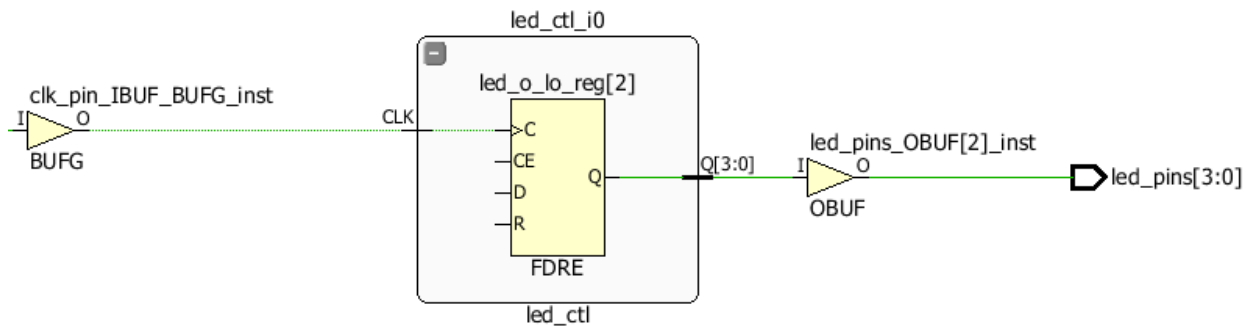 led_ctl_i0
-
led_o_lo_reg[2]
clk_pin_IBUF_BUFG_inst
I O
BUFG
CLK
C
CE
D
R
Q
FDRE
led_ctl
Q[3:0]
led_pins_OBUF[2]_inst
I O
OBUF
led_pins[3:0]